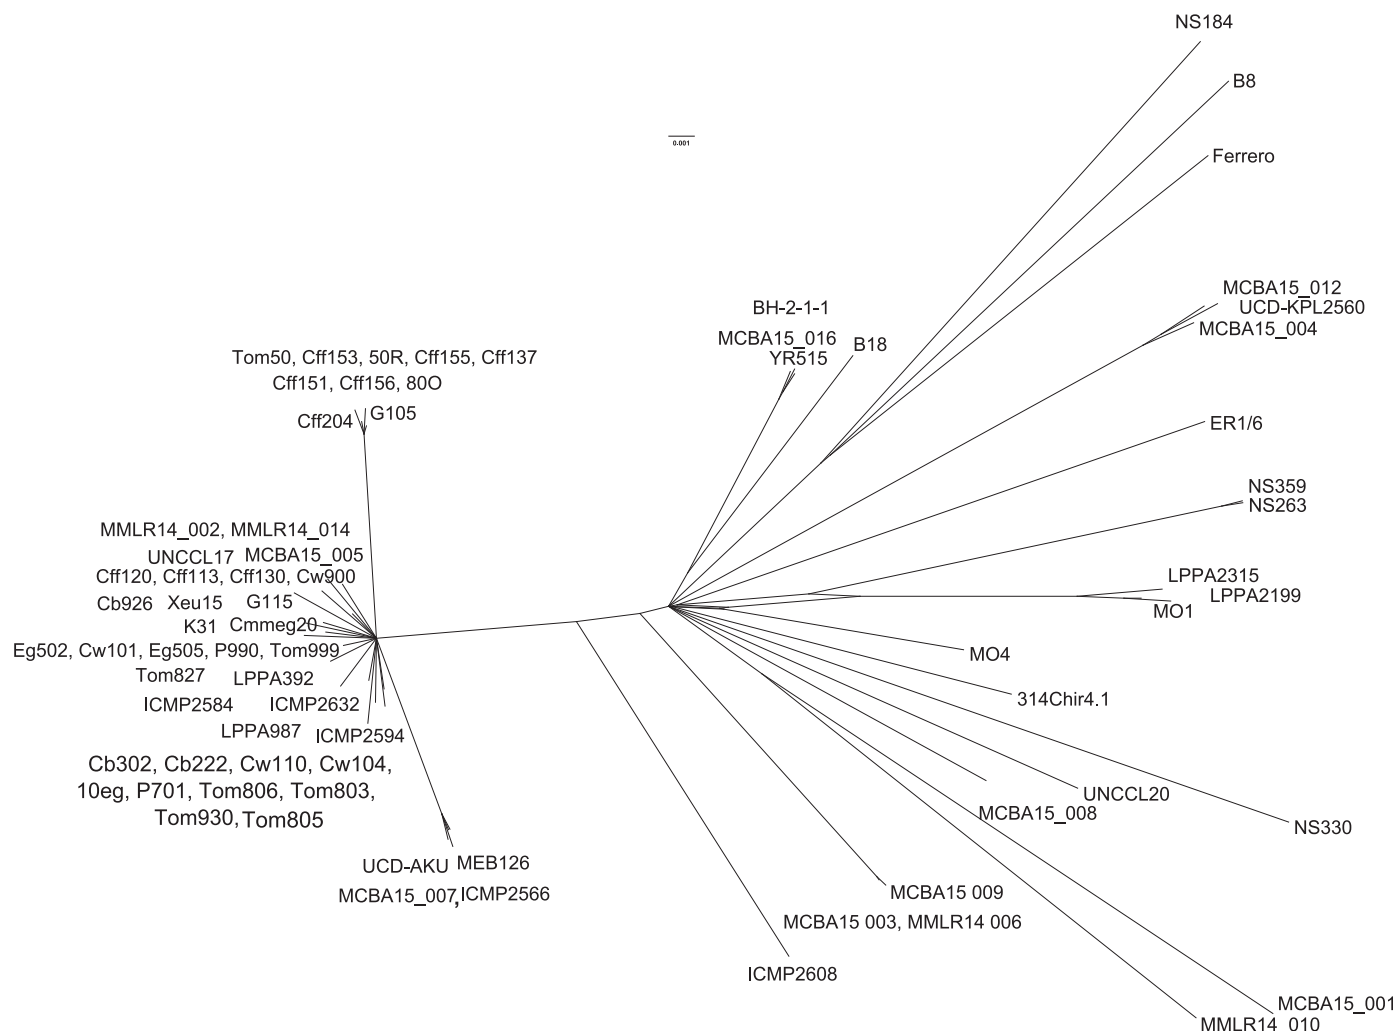 NS184
B8
0.001
Ferrero
MCBA15_012
UCD-KPL2560
MCBA15_004
BH-2-1-1
MCBA15_016
YR515
B18
Tom50, Cff153, 50R, Cff155, Cff137
Cff151, Cff156, 80O
Cff204
G105
ER1/6
NS359
NS263
MMLR14_002, MMLR14_014
UNCCL17
MCBA15_005
Cff120, Cff113, Cff130, Cw900
Cb926
Xeu15
G115
K31
Cmmeg20
LPPA2315
LPPA2199
MO1
Eg502, Cw101, Eg505, P990, Tom999
MO4
Tom827
LPPA392
ICMP2584
ICMP2632
314Chir4.1
LPPA987
ICMP2594
Cb302, Cb222, Cw110, Cw104,
10eg, P701, Tom806, Tom803,
Tom930, Tom805
UNCCL20
MCBA15_008
NS330
UCD-AKU
MEB126
MCBA15_007, ICMP2566
MCBA15 009
MCBA15 003, MMLR14 006
ICMP2608
MCBA15_001
MMLR14_010